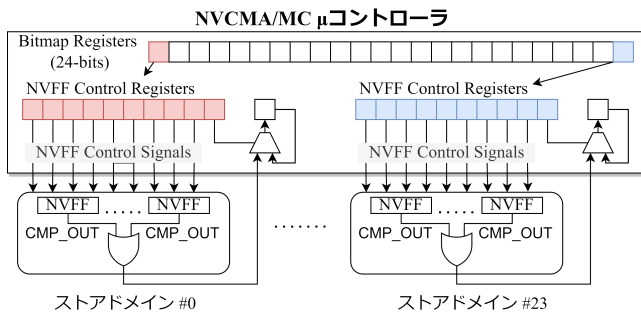 NVCMA/MC μコントローラ
Bitmap Registers
(24-bits)
NVFF Control Registers
NVFF Control Registers
NVFF Control Signals
NVFF Control Signals
NVFF ..... NVFF
CMP_OUT CMP_OUT
.......
NVFF ..... NVFF
CMP_OUT CMP_OUT
ストアドメイン #0
ストアドメイン #23